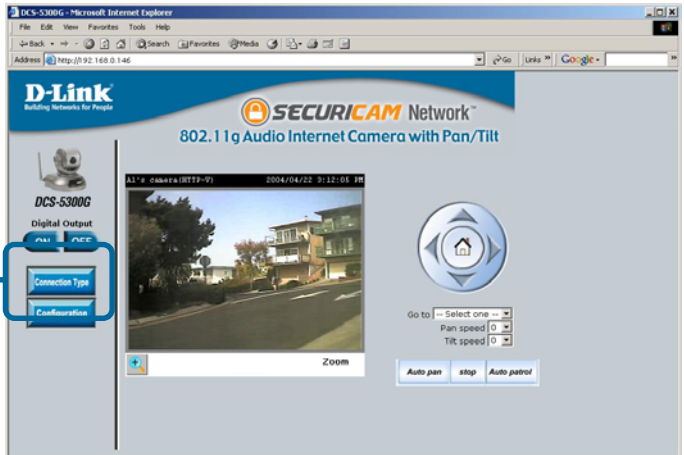 DCS-5300G - Microsoft Internet Explorer
File Edit View Favorites Tools Help
Back Search Favorites Media
Address http://192.168.0.146 Go Links Google
D-Link
Building Networks for People
SECURICAM Network™
802.11g Audio Internet Camera with Pan/Tilt
DCS-5300G
Digital Output
ON OFF
Connection Type
Configuration
Al's camera(HTTP-V) 2004/04/22 3:12:05 PM
Zoom
Go to -- Select one --
Pan speed 0
Tilt speed 0
Auto pan stop Auto patrol